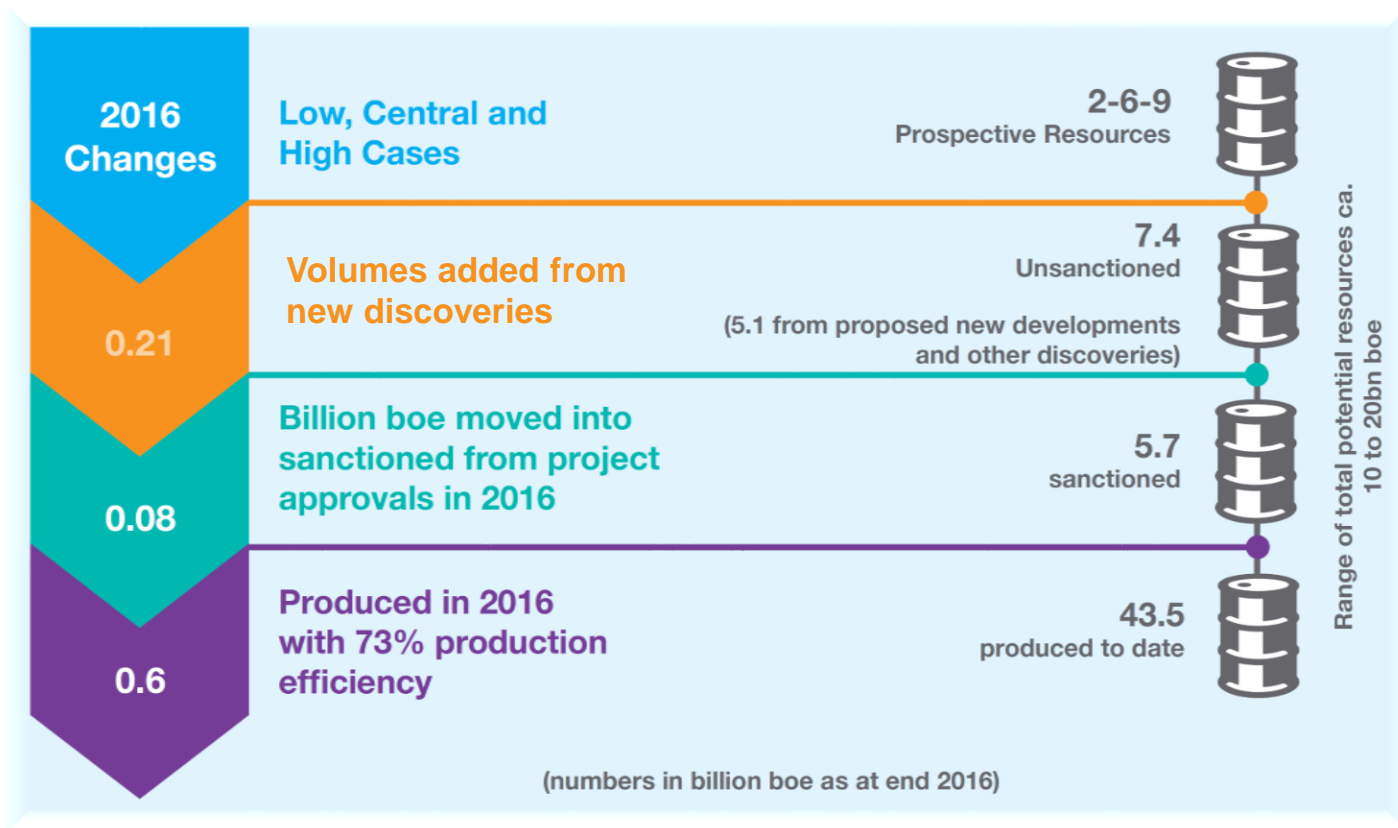 2016
Changes
Low, Central and
High Cases
2-6-9
Prospective Resources
0.21
Volumes added from
new discoveries
7.4
Unsanctioned
(5.1 from proposed new developments
and other discoveries)
0.08
Billion boe moved into
sanctioned from project
approvals in 2016
5.7
sanctioned
0.6
Produced in 2016
with 73% production
efficiency
43.5
produced to date
Range of total potential resources ca.
10 to 20bn boe
(numbers in billion boe as at end 2016)